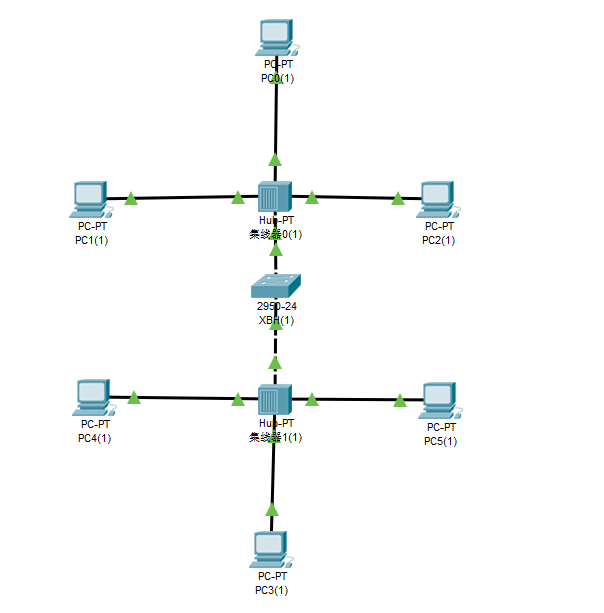 PC-PT
PC0(1)
PC-PT
PC1(1)
Hub-PT
集线器0(1)
PC-PT
PC2(1)
2950-24
XBH(1)
PC-PT
PC4(1)
Hub-PT
集线器1(1)
PC-PT
PC5(1)
PC-PT
PC3(1)